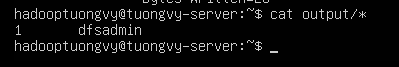 hadooptuongvy@tuongvy-server:~$ cat output/*
1 dfsadmin
hadooptuongvy@tuongvy-server:~$ _